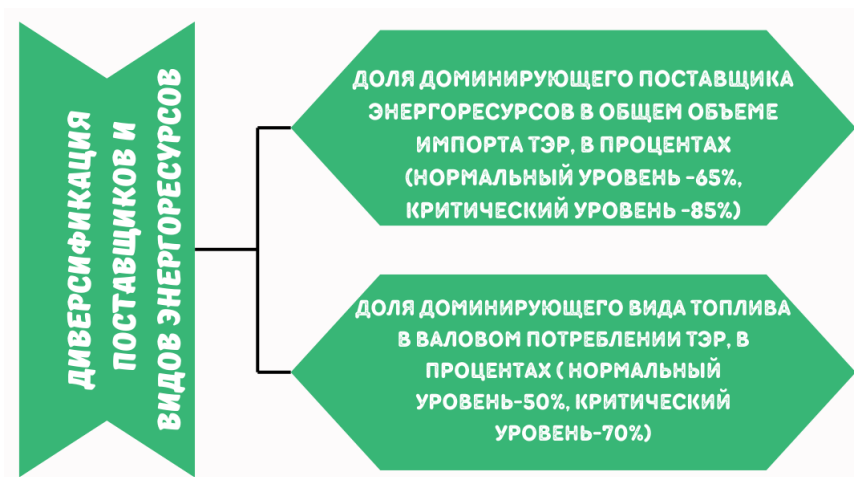 ДИВЕРСИФИКАЦИЯ
ПОСТАВЩИКОВ И
ВИДОВ ЭНЕРГОРЕСУРСОВ
ДОЛЯ ДОМИНИРУЮЩЕГО ПОСТАВЩИКА
ЭНЕРГОРЕСУРСОВ В ОБЩЕМ ОБЪЕМЕ
ИМПОРТА ТЭР, В ПРОЦЕНТАХ
(НОРМАЛЬНЫЙ УРОВЕНЬ -65%,
КРИТИЧЕСКИЙ УРОВЕНЬ -85%)
ДОЛЯ ДОМИНИРУЮЩЕГО ВИДА ТОПЛИВА
В ВАЛОВОМ ПОТРЕБЛЕНИИ ТЭР, В
ПРОЦЕНТАХ ( НОРМАЛЬНЫЙ
УРОВЕНЬ-50%, КРИТИЧЕСКИЙ
УРОВЕНЬ-70%)